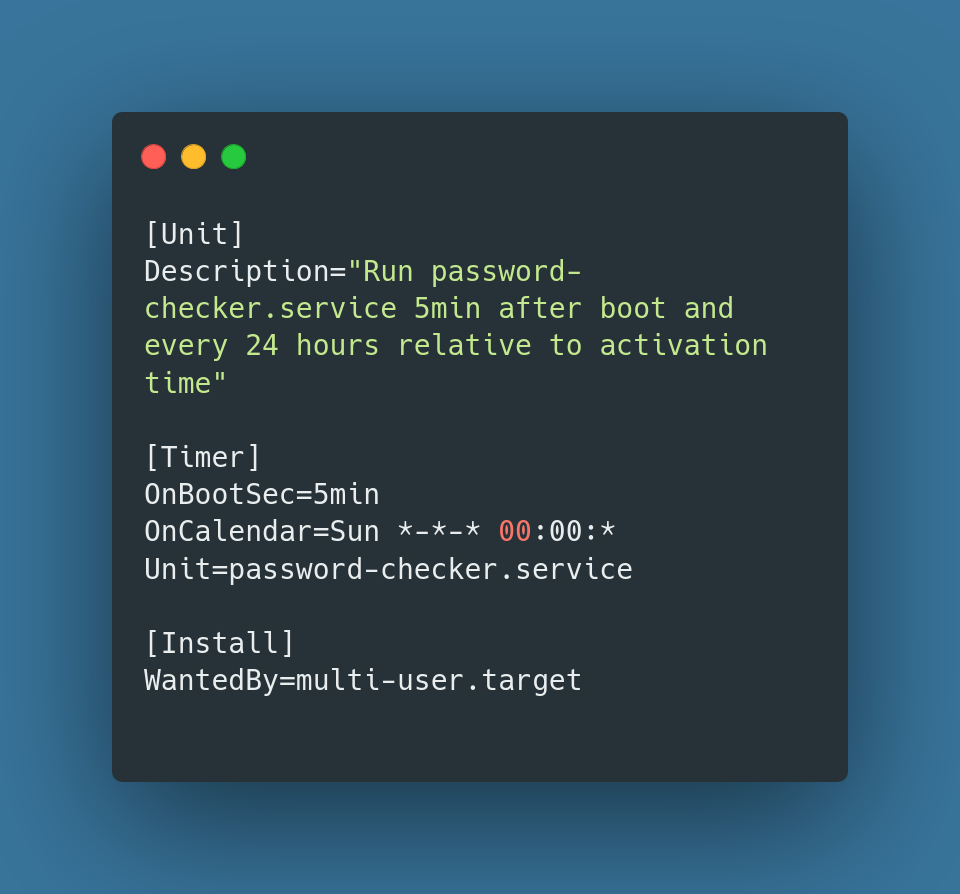 [Unit]
Description="Run password-
checker.service 5min after boot and
every 24 hours relative to activation
time"
[Timer]
OnBootSec=5min
OnCalendar=Sun *-*-* 00:00:*
Unit=password-checker.service
[Install]
WantedBy=multi-user.target